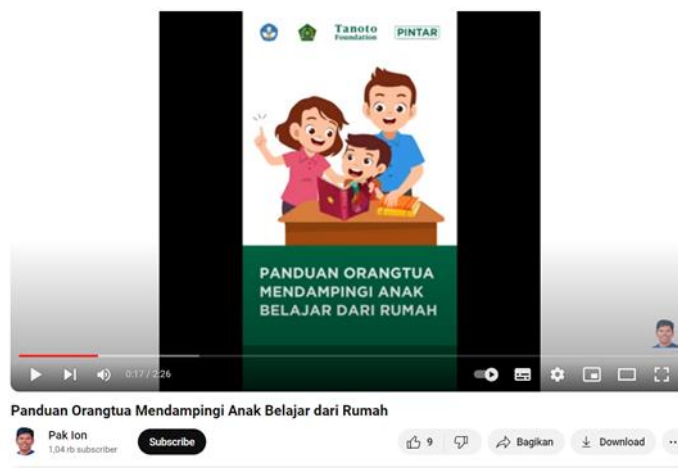 Tanoto
Foundation
PINTAR
PANDUAN ORANGTUA
MENDAMPINGI ANAK
BELAJAR DARI RUMAH
0:17 / 2:26
Panduan Orangtua Mendampingi Anak Belajar dari Rumah
Pak Ion
1,04 rb subscriber
Subscribe
9
Bagikan
Download